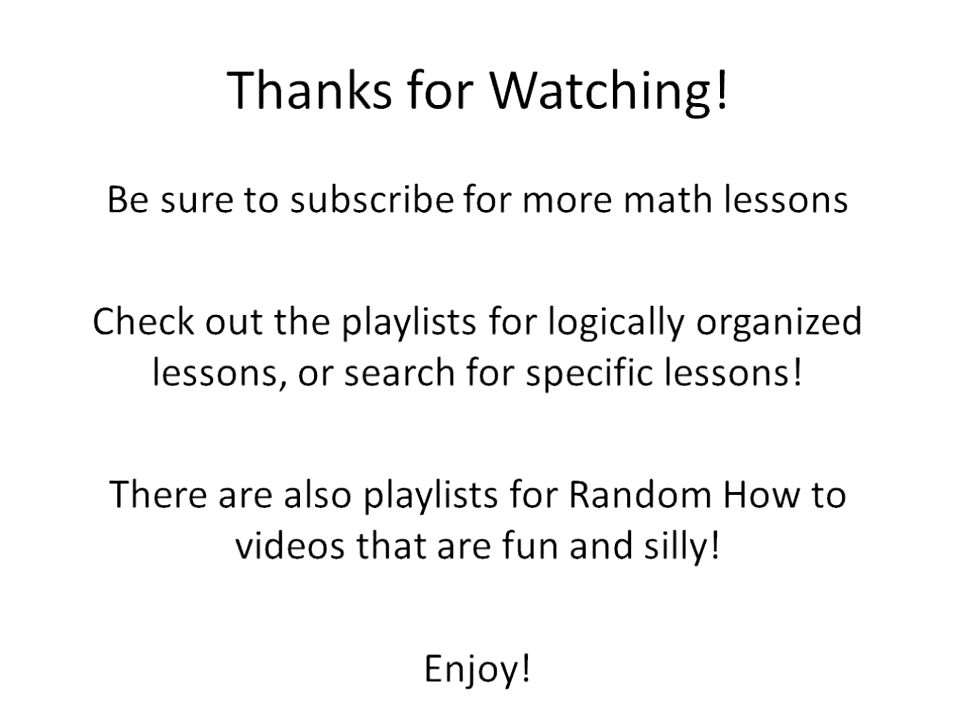 Thanks for Watching!
Be sure to subscribe for more math lessons
Check out the playlists for logically organized
lessons, or search for specific lessons!
There are also playlists for Random How to
videos that are fun and silly!
Enjoy!